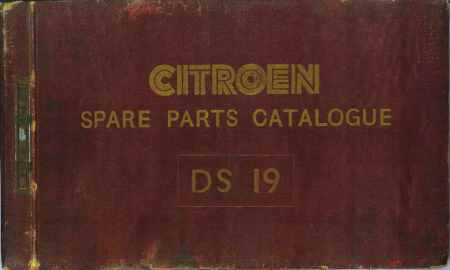 CITROEN
SPARE PARTS CATALOGUE
DS 19